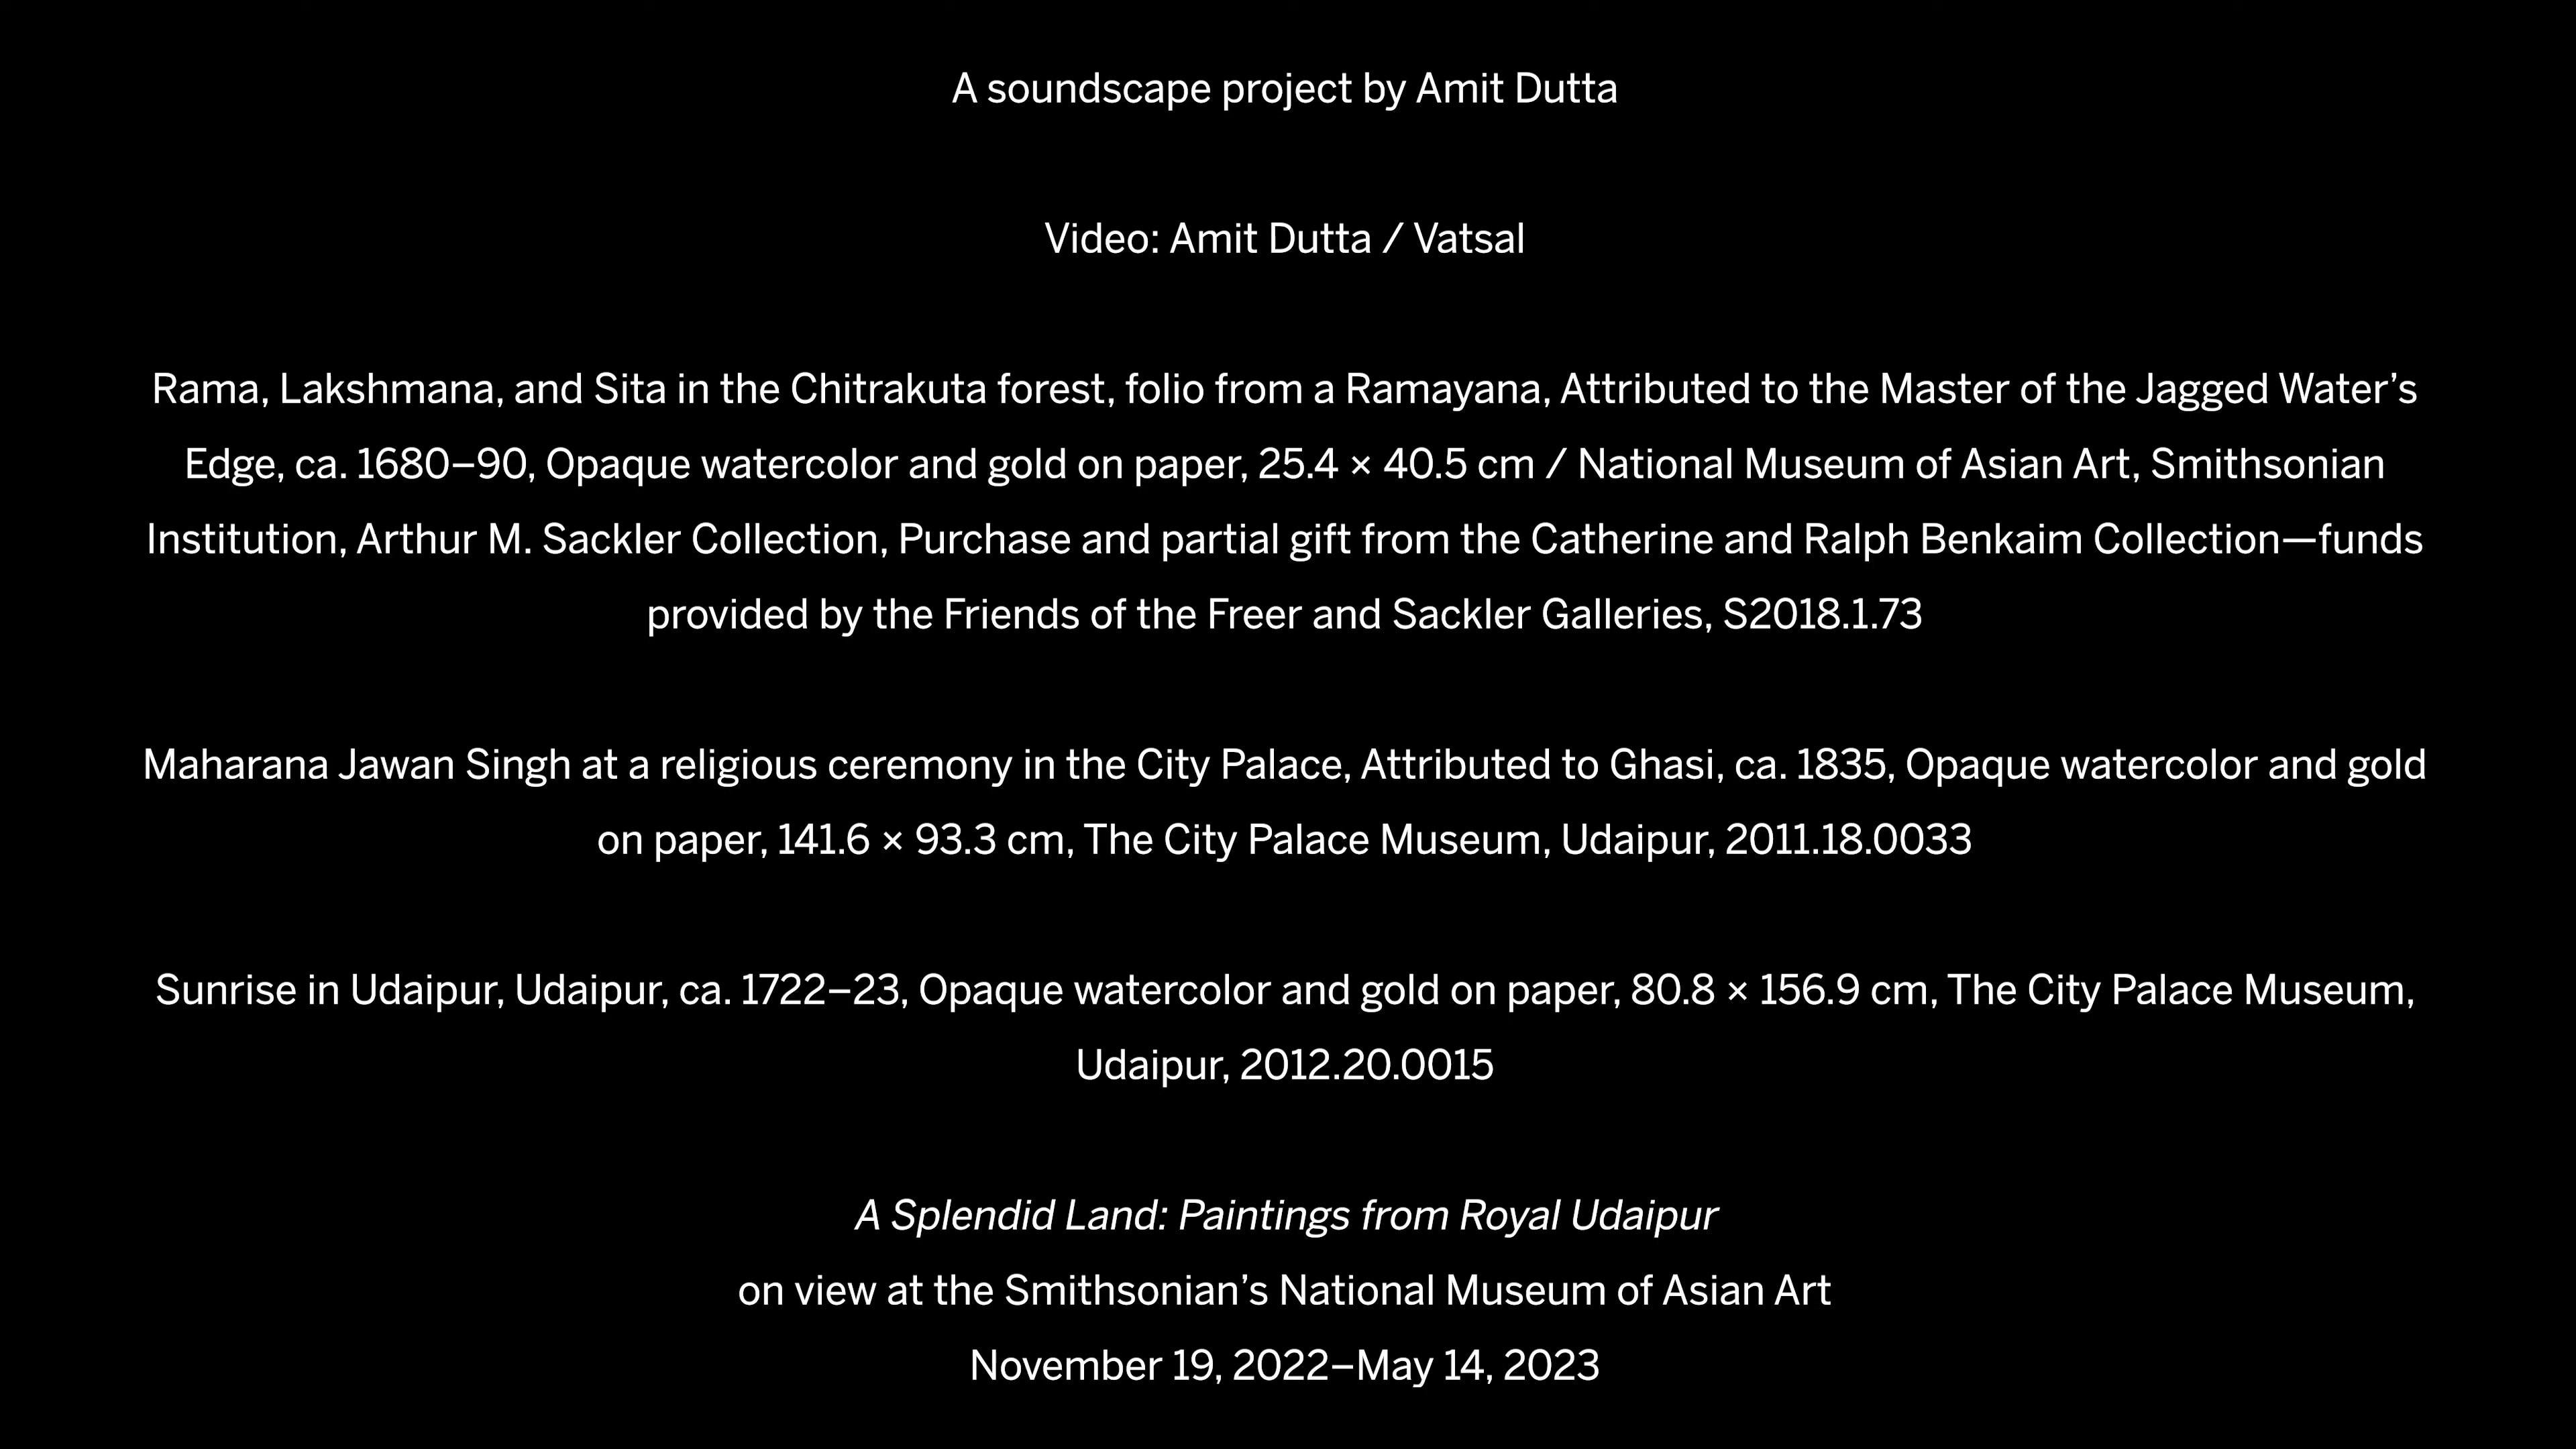 A soundscape project by Amit Dutta
Video: Amit Dutta / Vatsal
Rama, Lakshmana, and Sita in the Chitrakuta forest, folio from a Ramayana, Attributed to the Master of the Jagged Water’s
Edge, ca. 1680–90, Opaque watercolor and gold on paper, 25.4 × 40.5 cm / National Museum of Asian Art, Smithsonian
Institution, Arthur M. Sackler Collection, Purchase and partial gift from the Catherine and Ralph Benkaim Collection—funds
provided by the Friends of the Freer and Sackler Galleries, S2018.1.73
Maharana Jawan Singh at a religious ceremony in the City Palace, Attributed to Ghasi, ca. 1835, Opaque watercolor and gold
on paper, 141.6 × 93.3 cm, The City Palace Museum, Udaipur, 2011.18.0033
Sunrise in Udaipur, Udaipur, ca. 1722–23, Opaque watercolor and gold on paper, 80.8 × 156.9 cm, The City Palace Museum,
Udaipur, 2012.20.0015
A Splendid Land: Paintings from Royal Udaipur
on view at the Smithsonian’s National Museum of Asian Art
November 19, 2022–May 14, 2023